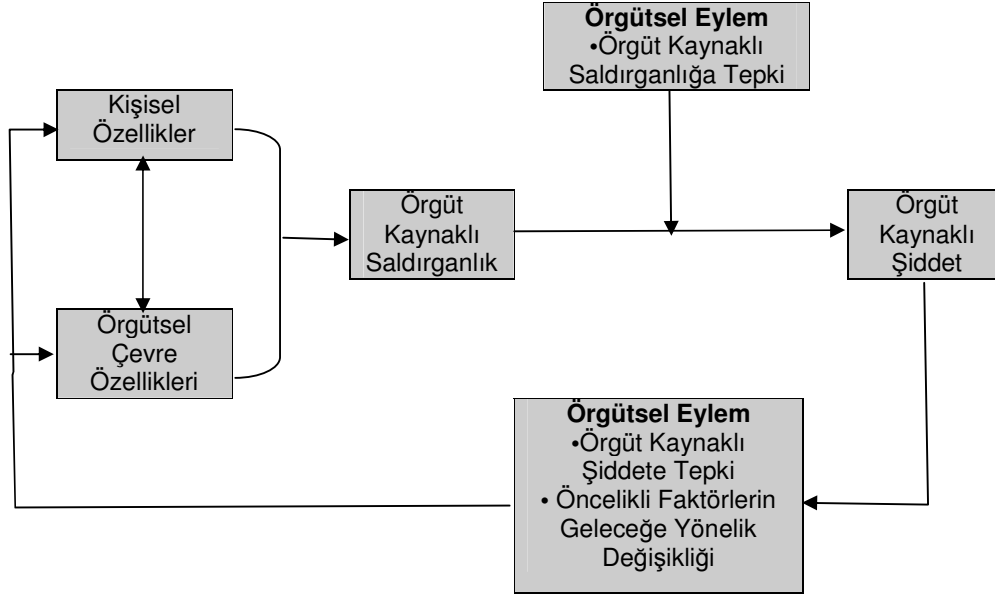 Örgütsel Eylem
•Örgüt Kaynaklı
Saldırganlığa Tepki
Kişisel
Özellikler
Örgüt
Kaynaklı
Saldırganlık
Örgüt
Kaynaklı
Şiddet
Örgütsel
Çevre
Özellikleri
Örgütsel Eylem
•Örgüt Kaynaklı
Şiddete Tepki
• Öncelikli Faktörlerin
Geleceğe Yönelik
Değişikliği